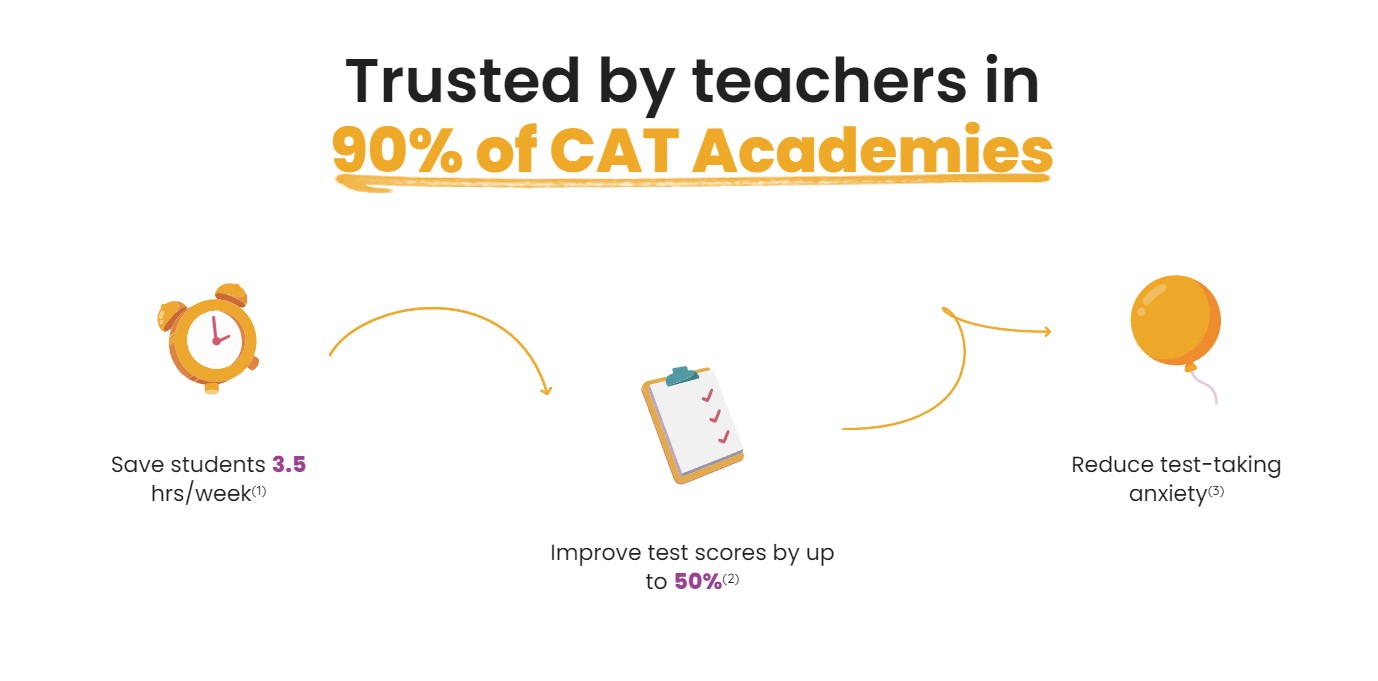 Trusted by teachers in
90% of CAT Academies
Save students 3.5
hrs/week(1)
Improve test scores by up
to 50%(2)
Reduce test-taking
anxiety(3)